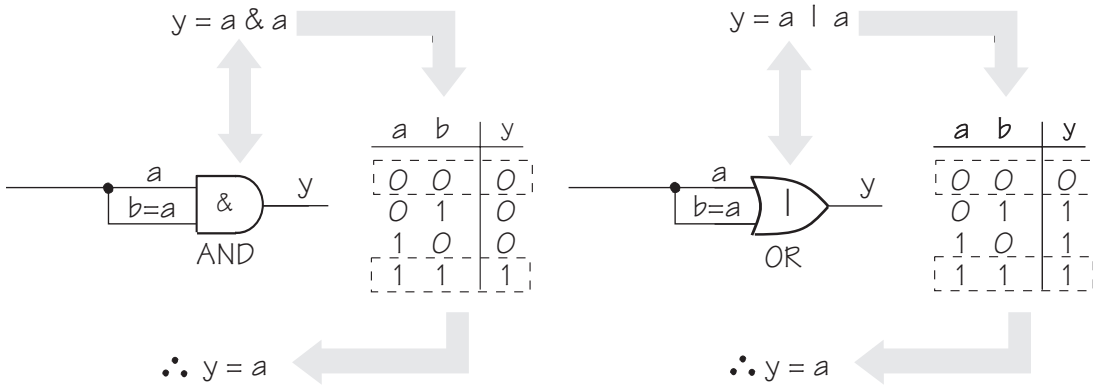 y = a & a
a b y
0 0 0
0 1 0
1 0 0
1 1 1
a
b=a
&
y
AND
∴ y = a
y = a | a
a b y
0 0 0
0 1 1
1 0 1
1 1 1
a
b=a
|
y
OR
∴ y = a